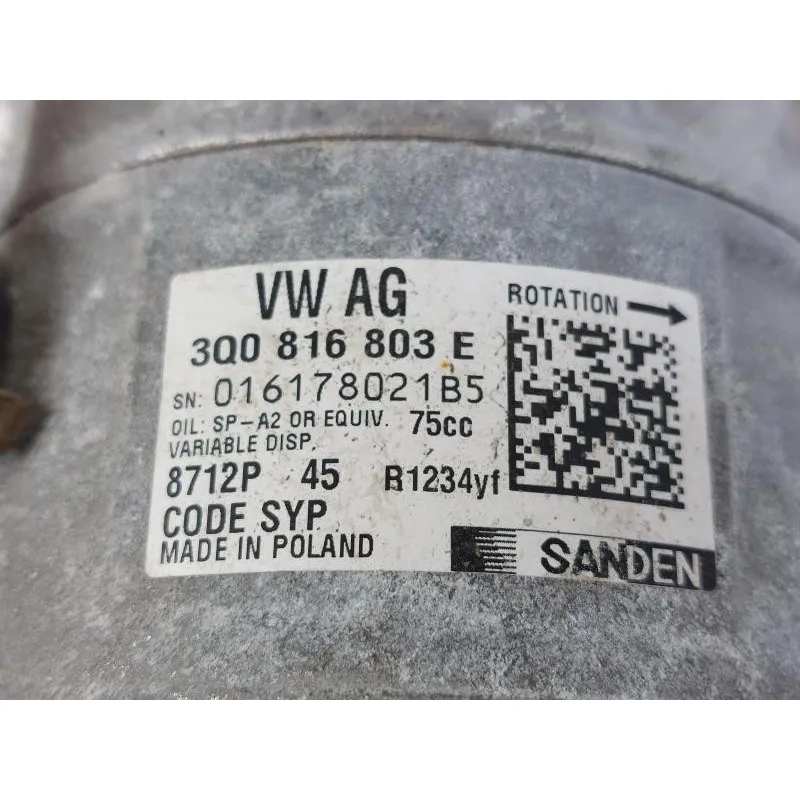 VW AG
ROTATION
3Q0 816 803 E
SN: 016178021B5
OIL: SP-A2 OR EQUIV. 75cc
VARIABLE DISP.
8712P 45 R1234yf
CODE SYP
MADE IN POLAND
SANDEN